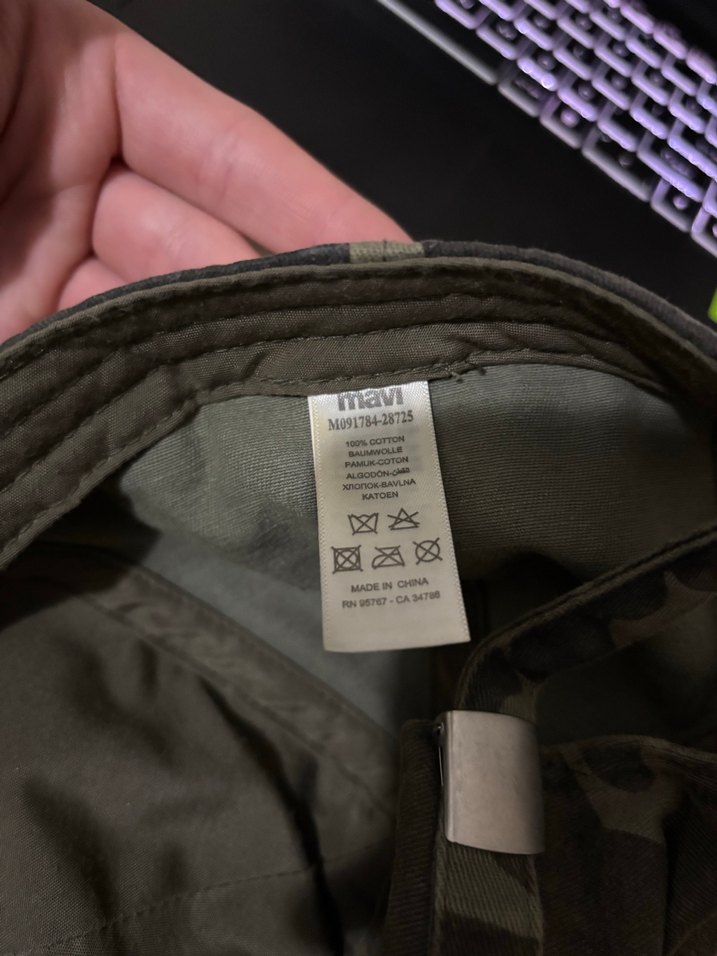 mavi
M091784-28725
100% COTTON
BAUMWOLLE
PAMUK-COTON
ALGODÓN-قطن
ХЛОПОК-BAVLNA
KATOEN
MADE IN CHINA
RN 95767 - CA 34786